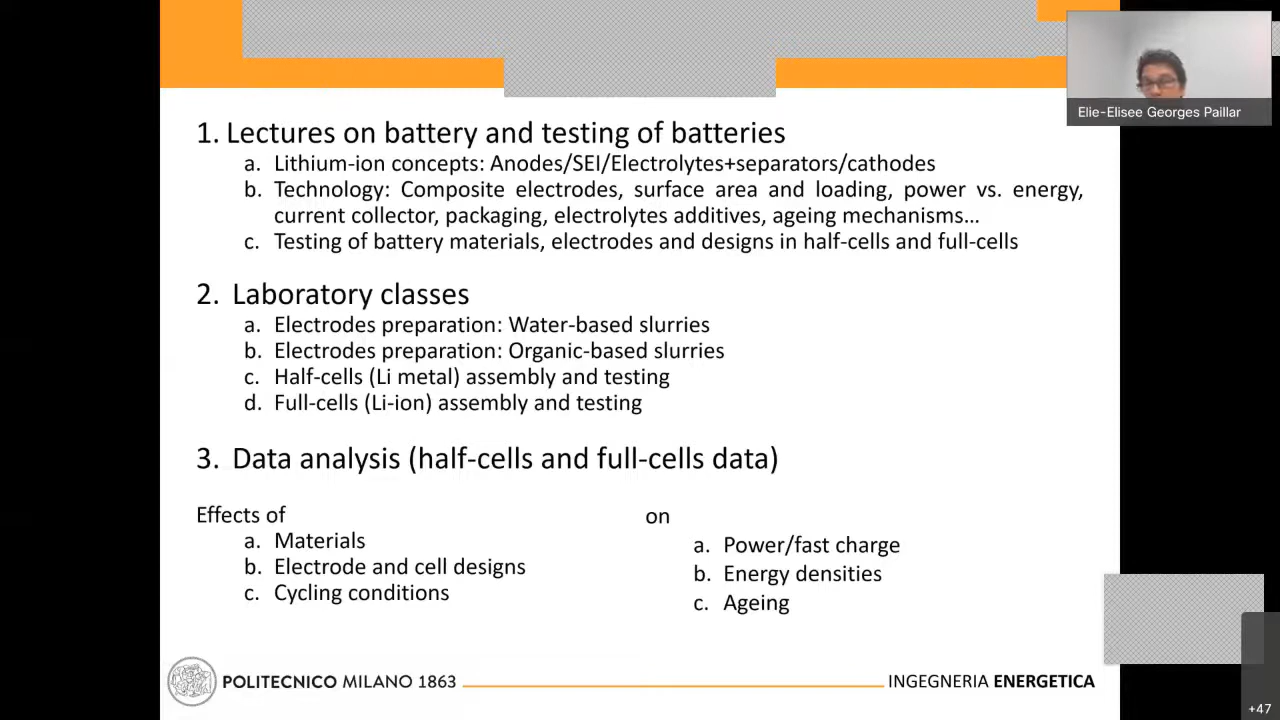 Elie-Elisee Georges Paillar
1. Lectures on battery and testing of batteries
a. Lithium-ion concepts: Anodes/SEI/Electrolytes+separators/cathodes
b. Technology: Composite electrodes, surface area and loading, power vs. energy,
current collector, packaging, electrolytes additives, ageing mechanisms...
c. Testing of battery materials, electrodes and designs in half-cells and full-cells
2. Laboratory classes
a. Electrodes preparation: Water-based slurries
b. Electrodes preparation: Organic-based slurries
c. Half-cells (Li metal) assembly and testing
d. Full-cells (Li-ion) assembly and testing
3. Data analysis (half-cells and full-cells data)
Effects of
a. Materials
b. Electrode and cell designs
c. Cycling conditions
on
a. Power/fast charge
b. Energy densities
c. Ageing
POLITECNICO MILANO 1863
INGEGNERIA ENERGETICA
+47